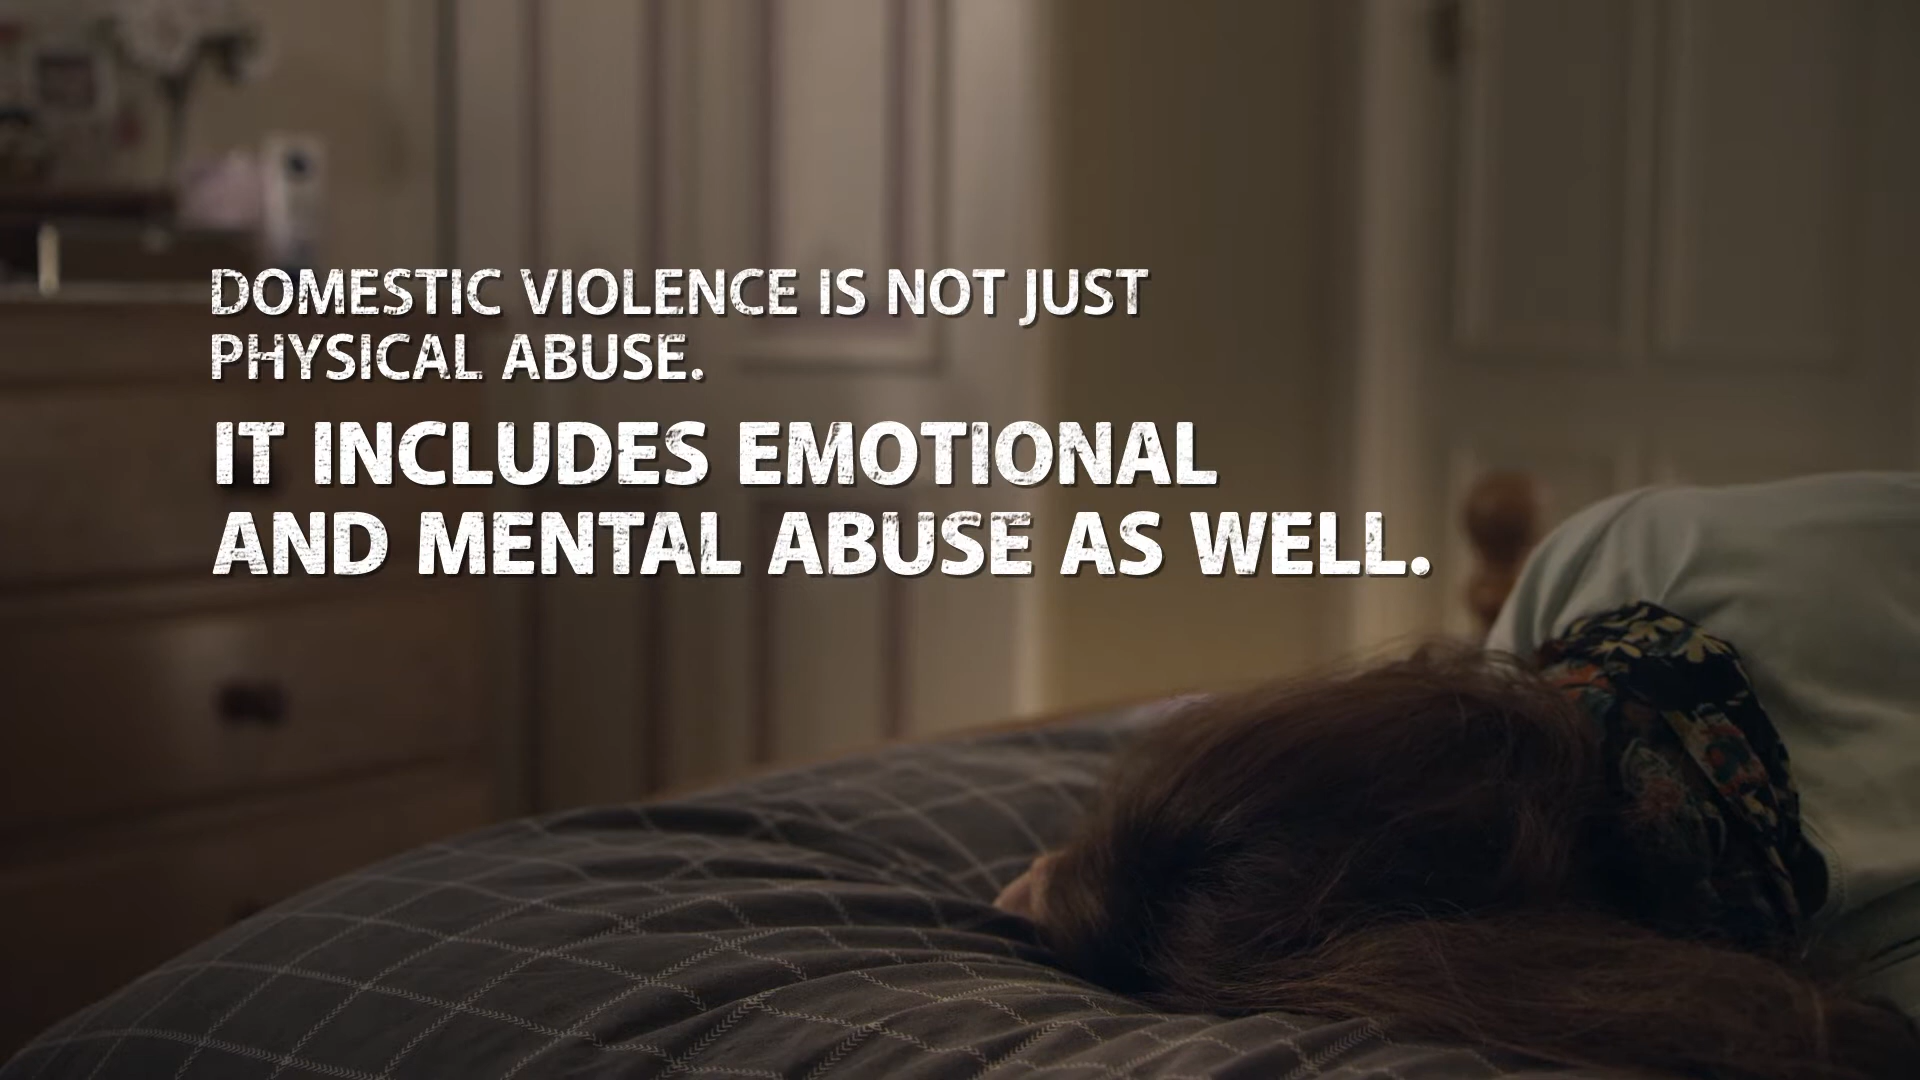 DOMESTIC VIOLENCE IS NOT JUST
PHYSICAL ABUSE.
IT INCLUDES EMOTIONAL
AND MENTAL ABUSE AS WELL.